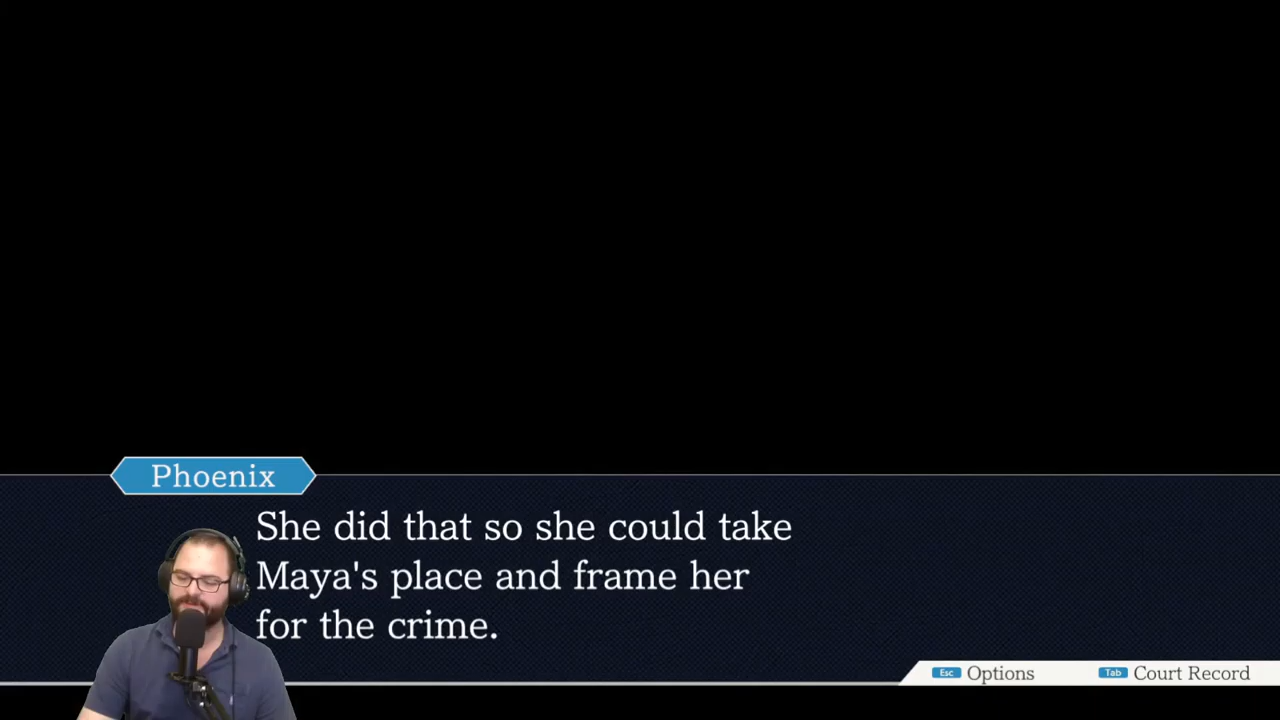 Phoenix
She did that so she could take
Maya's place and frame her
for the crime.
Esc Options Tab Court Record